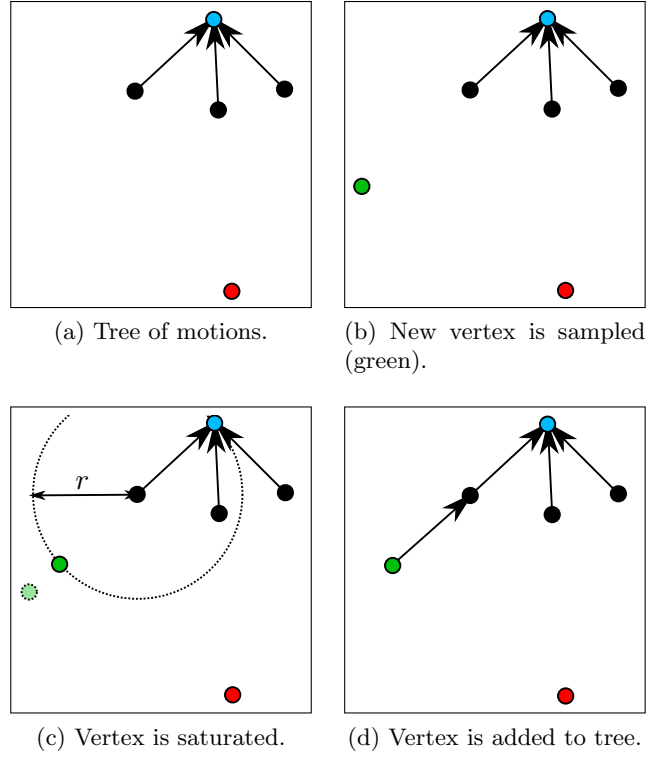 (a) Tree of motions.
(b) New vertex is sampled
(green).
r
(c) Vertex is saturated.
(d) Vertex is added to tree.